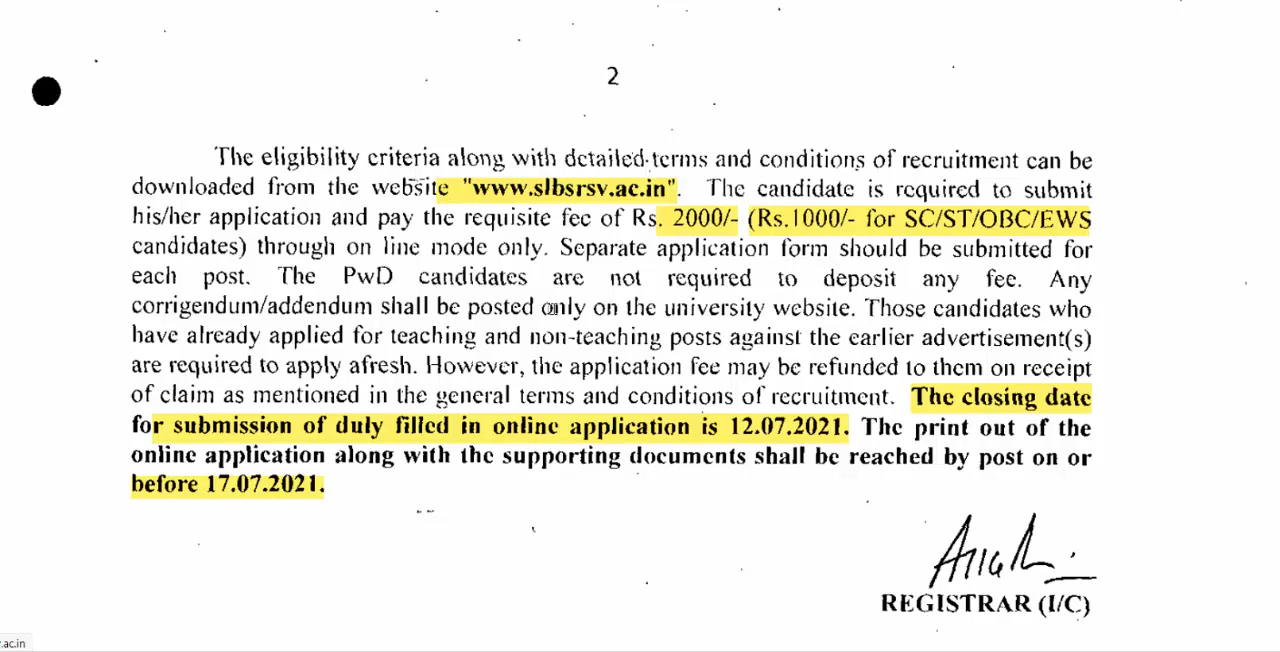 2
The eligibility criteria along with detailed terms and conditions of recruitment can be
downloaded from the website "www.slbsrsv.ac.in". The candidate is required to submit
his/her application and pay the requisite fee of Rs. 2000/- (Rs.1000/- for SC/ST/OBC/EWS
candidates) through on line mode only. Separate application form should be submitted for
each post. The PwD candidates are not required to deposit any fee. Any
corrigendum/addendum shall be posted only on the university website. Those candidates who
have already applied for teaching and non-teaching posts against the earlier advertisement(s)
are required to apply afresh. However, the application fee may be refunded to them on receipt
of claim as mentioned in the general terms and conditions of recruitment. The closing date
for submission of duly filled in online application is 12.07.2021. The print out of the
online application along with the supporting documents shall be reached by post on or
before 17.07.2021.
REGISTRAR (I/C)
.ac.in